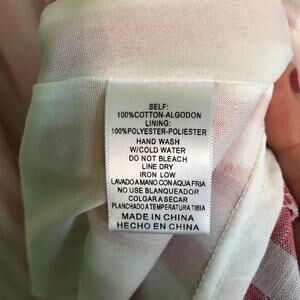 SELF:
100%COTTON-ALGODON
LINING:
100%POLYESTER-POLIESTER
HAND WASH
W/COLD WATER
DO NOT BLEACH
LINE DRY
IRON LOW
LAVADO A MANO CON AQUA FRIA
NO USE BLANQUEADOR
COLGAR A SECAR
PLANCHADO A TEMPERATURA TIBIA
MADE IN CHINA
HECHO EN CHINA